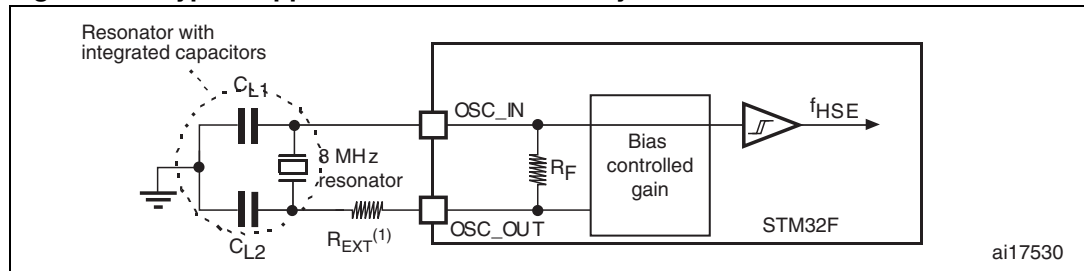 Resonator with
integrated capacitors
CL1
OSC_IN
fHSE
8 MHz
resonator
RF
Bias
controlled
gain
REXT(1)
OSC_OUT
STM32F
CL2
ai17530